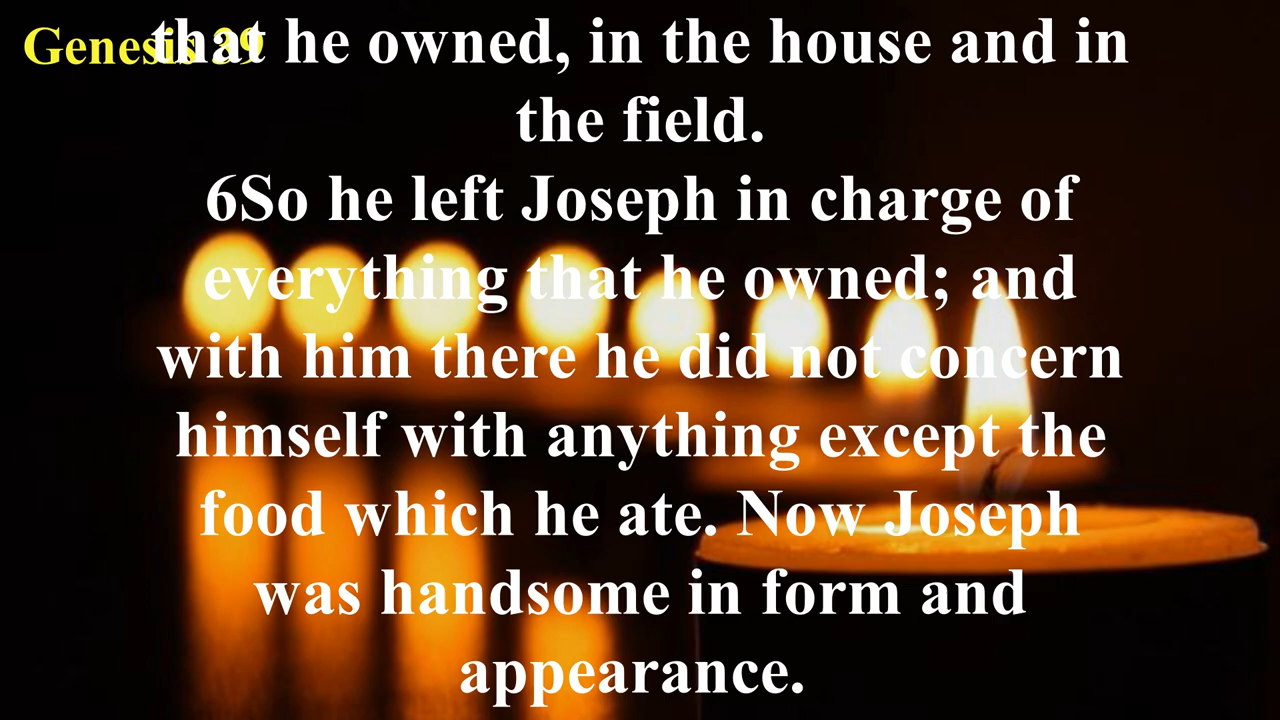 Genesis 39
that he owned, in the house and in
the field.
6So he left Joseph in charge of
everything that he owned; and
with him there he did not concern
himself with anything except the
food which he ate. Now Joseph
was handsome in form and
appearance.